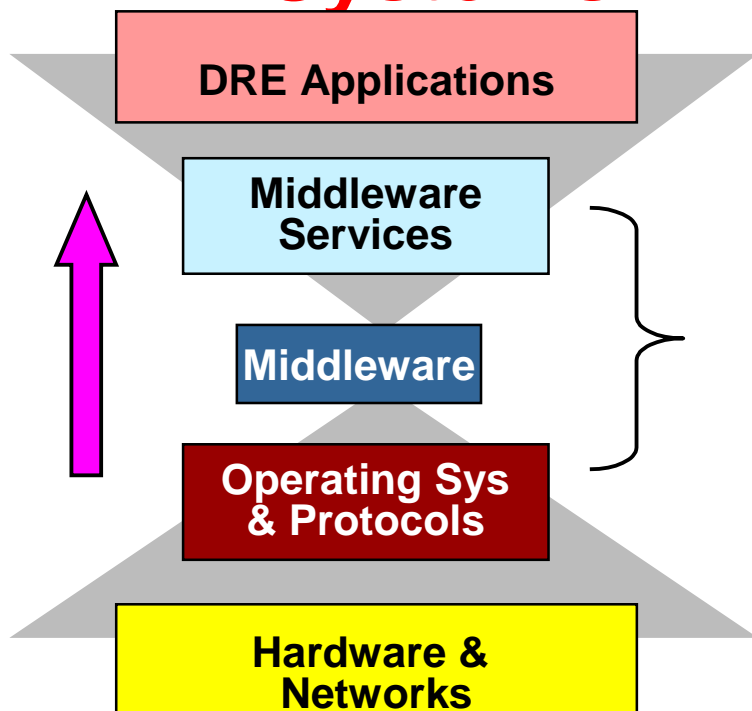 DRE Applications
Middleware
Services
Middleware
Operating Sys
& Protocols
Hardware &
Networks